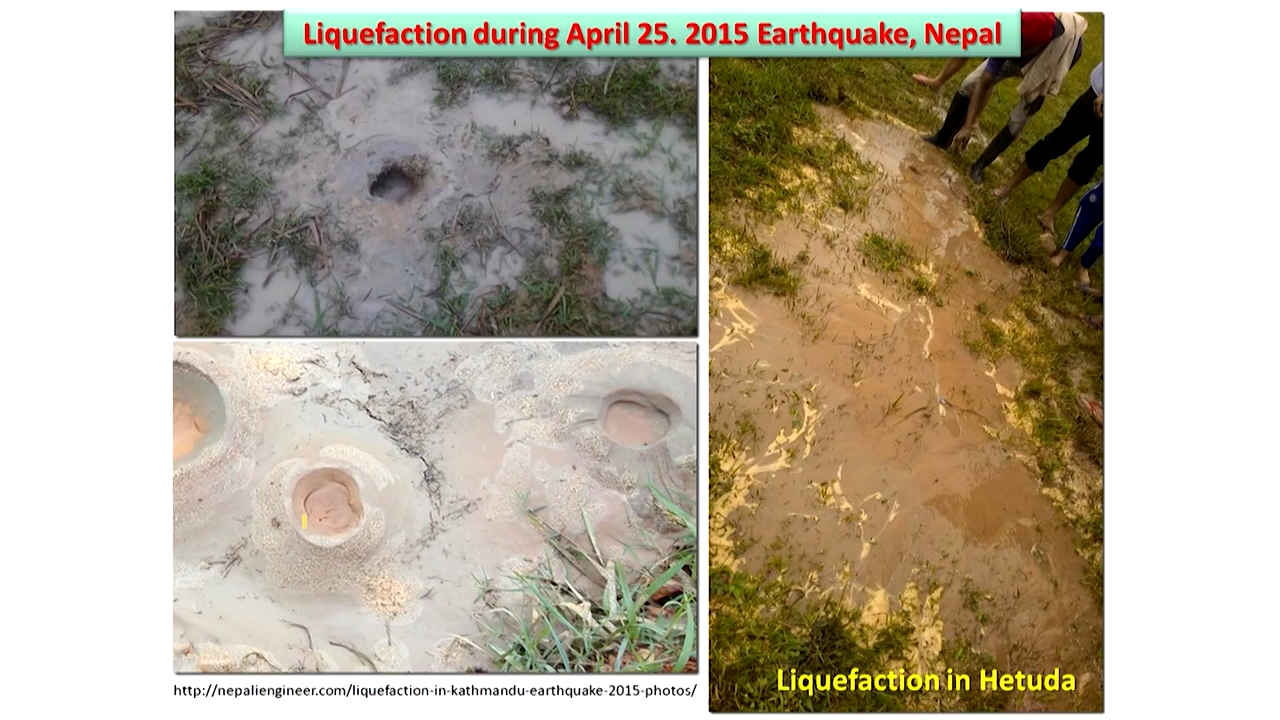 Liquefaction during April 25. 2015 Earthquake, Nepal
http://nepaliengineer.com/liquefaction-in-kathmandu-earthquake-2015-photos/
Liquefaction in Hetuda